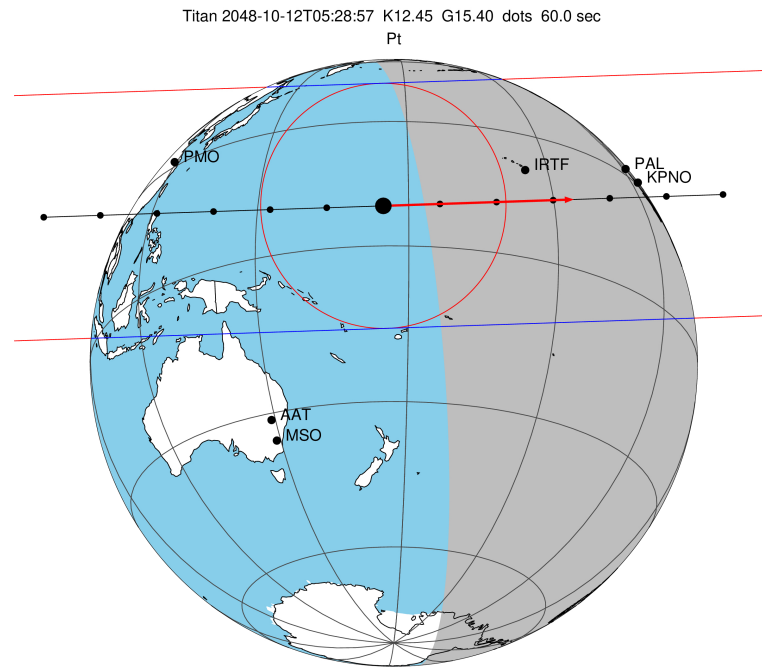 Titan 2048-10-12T05:28:57 K12.45 G15.40 dots 60.0 sec
Pt
PMO
IRTF
PAL
KPNO
AAT
MSO